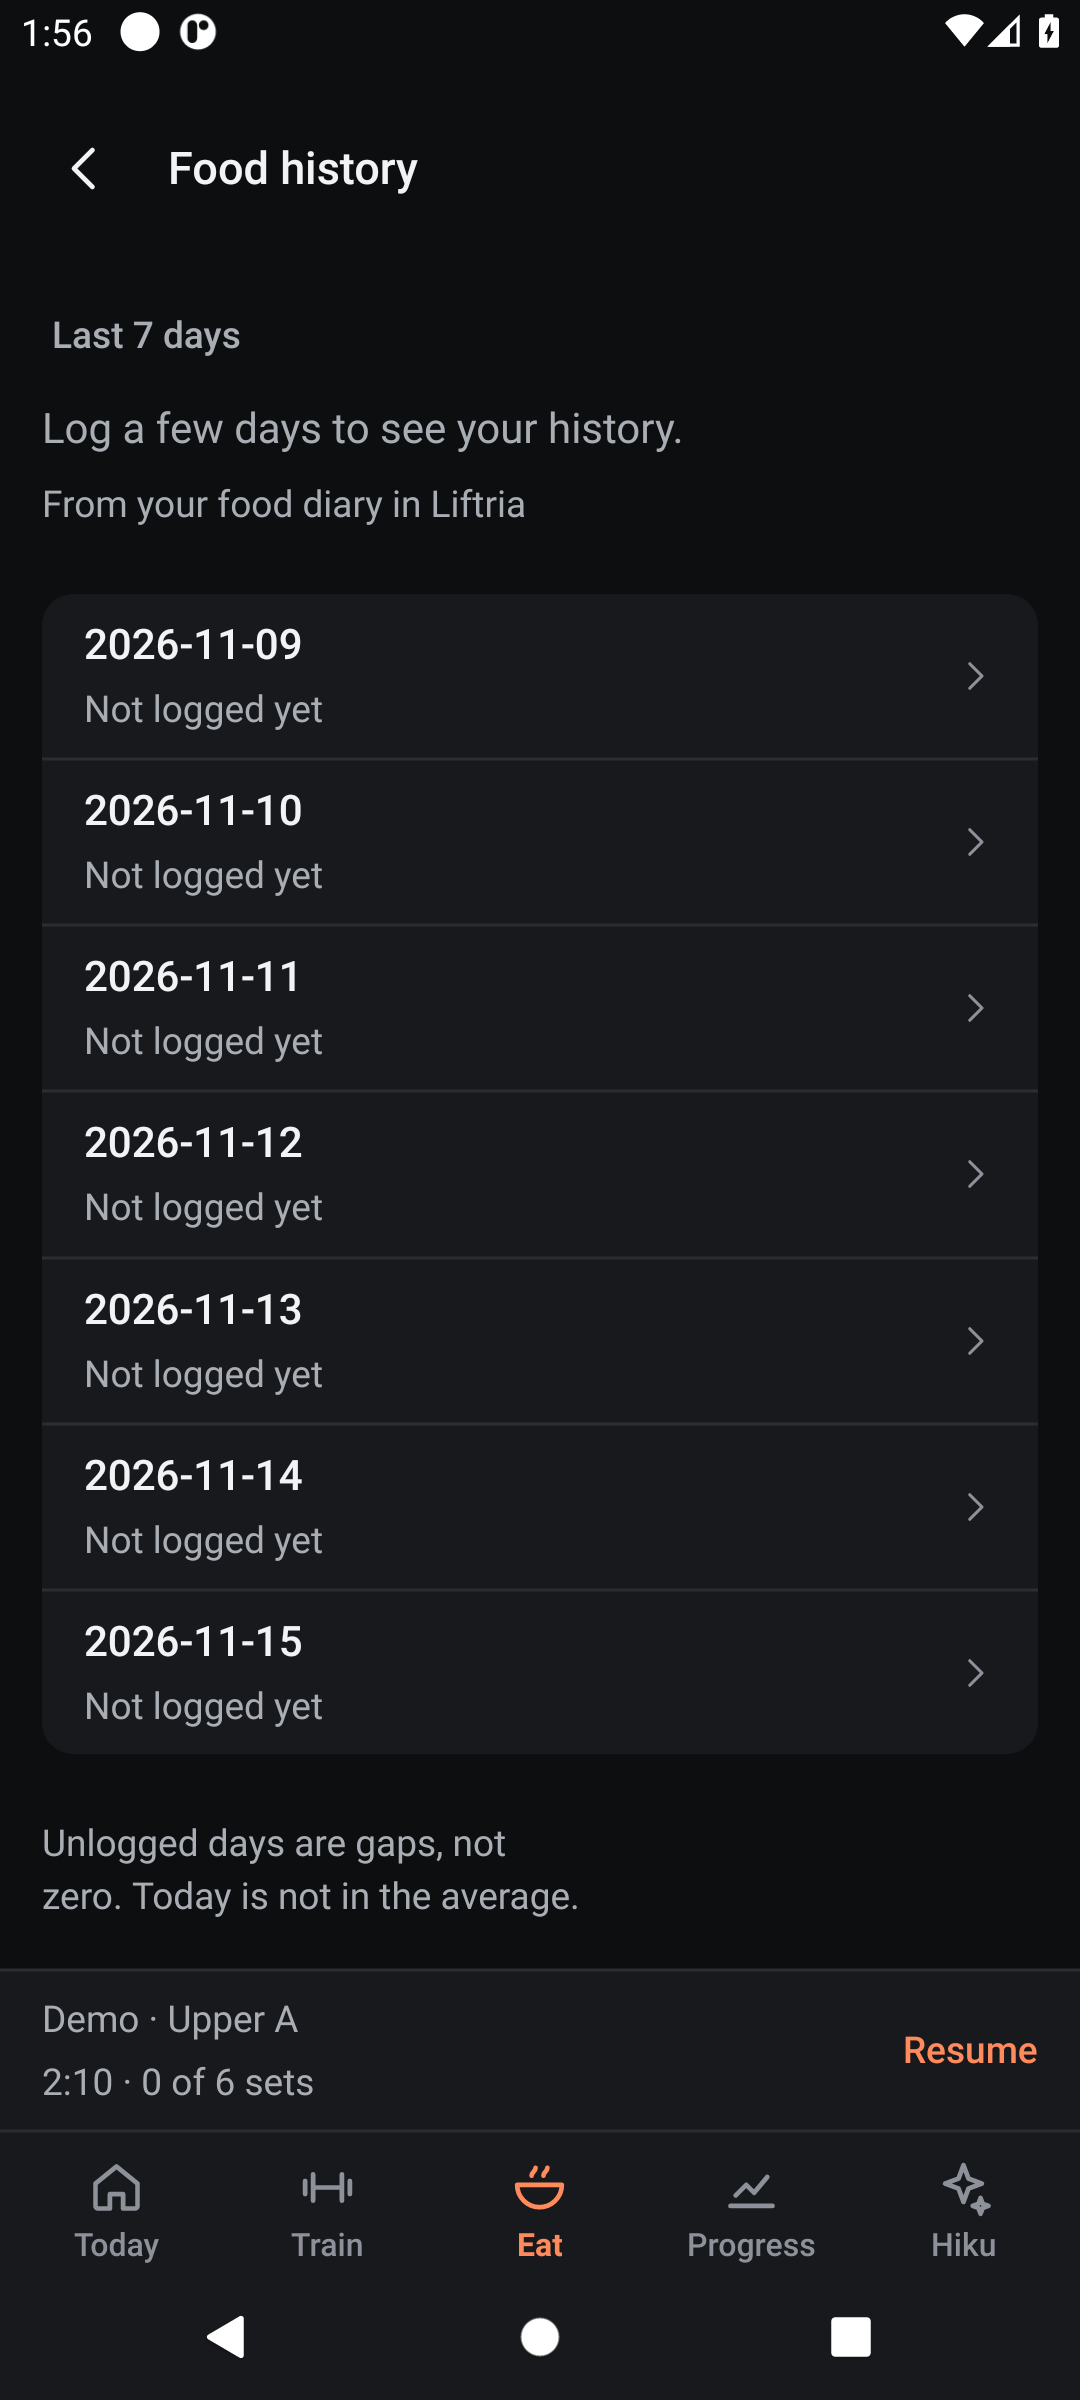 1:56
Food history
Last 7 days
Log a few days to see your history.
From your food diary in Liftria
2026-11-09
Not logged yet
2026-11-10
Not logged yet
2026-11-11
Not logged yet
2026-11-12
Not logged yet
2026-11-13
Not logged yet
2026-11-14
Not logged yet
2026-11-15
Not logged yet
Unlogged days are gaps, not
zero. Today is not in the average.
Demo · Upper A
2:10 · 0 of 6 sets
Resume
Today
Train
Eat
Progress
Hiku